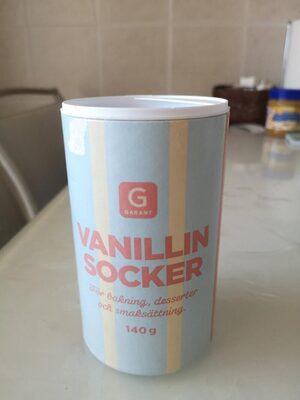 G
GARANT
VANILLIN
SOCKER
För bakning, desserter
och smaksättning.
140 g